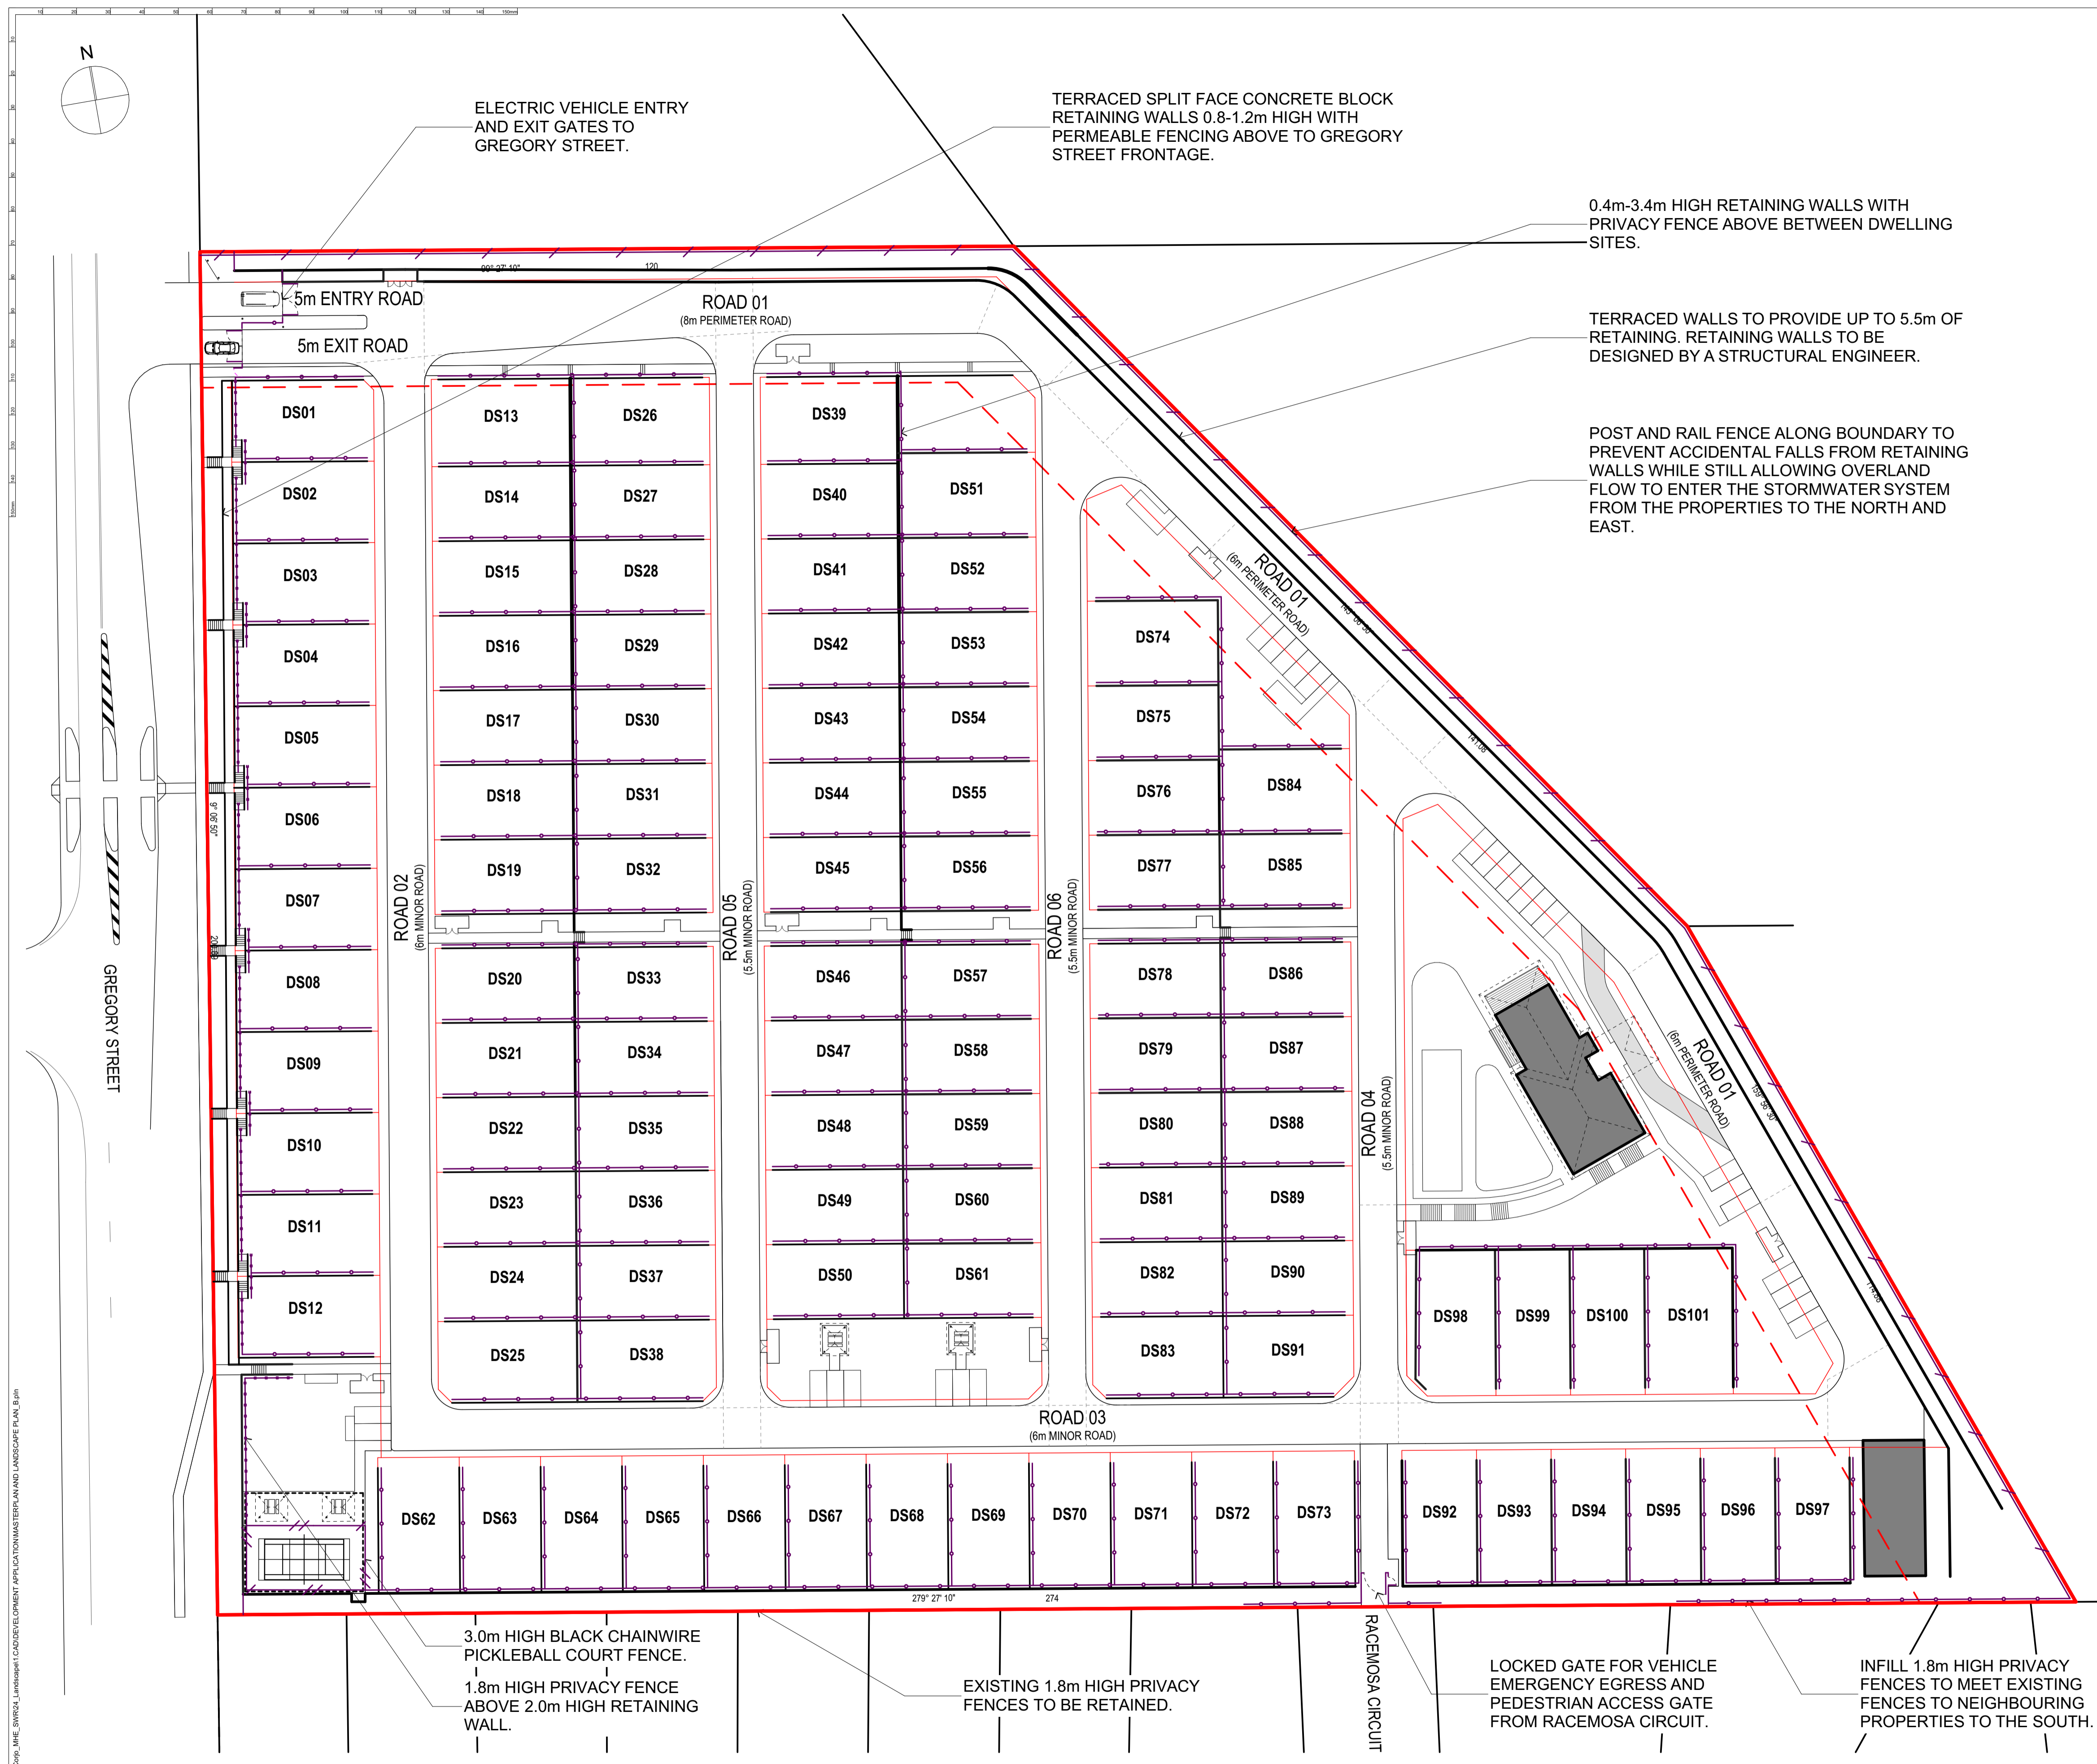 N
ELECTRIC VEHICLE ENTRY
AND EXIT GATES TO
GREGORY STREET.
TERRACED SPLIT FACE CONCRETE BLOCK
RETAINING WALLS 0.8-1.2m HIGH WITH
PERMEABLE FENCING ABOVE TO GREGORY
STREET FRONTAGE.
0.4m-3.4m HIGH RETAINING WALLS WITH
PRIVACY FENCE ABOVE BETWEEN DWELLING
SITES.
TERRACED WALLS TO PROVIDE UP TO 5.5m OF
RETAINING. RETAINING WALLS TO BE
DESIGNED BY A STRUCTURAL ENGINEER.
POST AND RAIL FENCE ALONG BOUNDARY TO
PREVENT ACCIDENTAL FALLS FROM RETAINING
WALLS WHILE STILL ALLOWING OVERLAND
FLOW TO ENTER THE STORMWATER SYSTEM
FROM THE PROPERTIES TO THE NORTH AND
EAST.
99° 27' 10"
120
5m ENTRY ROAD
5m EXIT ROAD
ROAD 01
(8m PERIMETER ROAD)
DS01
DS02
DS03
DS04
DS05
DS06
DS07
DS08
DS09
DS10
DS11
DS12
9° 06' 50"
GREGORY STREET
ROAD 02
(6m MINOR ROAD)
DS13
DS14
DS15
DS16
DS17
DS18
DS19
DS20
DS21
DS22
DS23
DS24
DS25
DS26
DS27
DS28
DS29
DS30
DS31
DS32
DS33
DS34
DS35
DS36
DS37
DS38
ROAD 05
(5.5m MINOR ROAD)
DS39
DS40
DS41
DS42
DS43
DS44
DS45
DS46
DS47
DS48
DS49
DS50
DS51
DS52
DS53
DS54
DS55
DS56
DS57
DS58
DS59
DS60
DS61
ROAD 06
(5.5m MINOR ROAD)
DS74
DS75
DS76
DS77
DS78
DS79
DS80
DS81
DS82
DS83
DS84
DS85
DS86
DS87
DS88
DS89
DS90
DS91
ROAD 04
(5.5m MINOR ROAD)
ROAD 01
(6m PERIMETER ROAD)
141.08
ROAD 01
(6m PERIMETER ROAD)
159° 56' 30"
DS98
DS99
DS100
DS101
ROAD 03
(6m MINOR ROAD)
DS62
DS63
DS64
DS65
DS66
DS67
DS68
DS69
DS70
DS71
DS72
DS73
DS92
DS93
DS94
DS95
DS96
DS97
279° 27' 10"
274
RACEMOSA CIRCUIT
3.0m HIGH BLACK CHAINWIRE
PICKLEBALL COURT FENCE.
1.8m HIGH PRIVACY FENCE
ABOVE 2.0m HIGH RETAINING
WALL.
EXISTING 1.8m HIGH PRIVACY
FENCES TO BE RETAINED.
LOCKED GATE FOR VEHICLE
EMERGENCY EGRESS AND
PEDESTRIAN ACCESS GATE
FROM RACEMOSA CIRCUIT.
INFILL 1.8m HIGH PRIVACY
FENCES TO MEET EXISTING
FENCES TO NEIGHBOURING
PROPERTIES TO THE SOUTH.